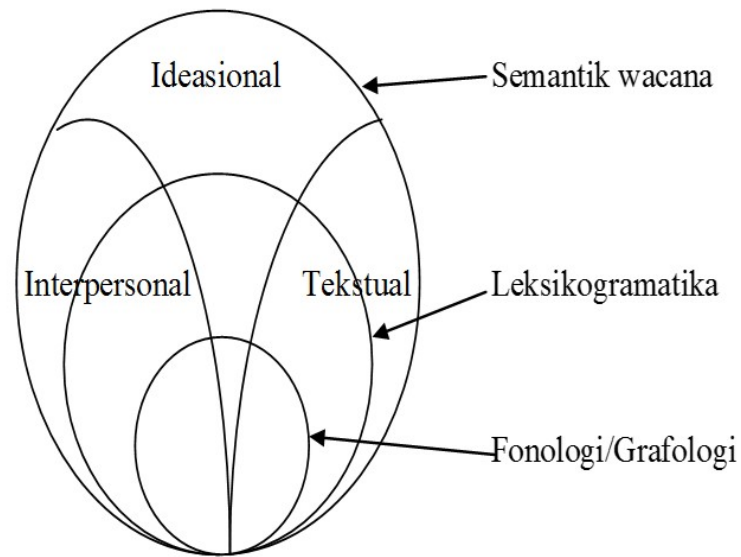 Ideasional
Semantik wacana
Interpersonal
Tekstual
Leksikogramatika
Fonologi/Grafologi